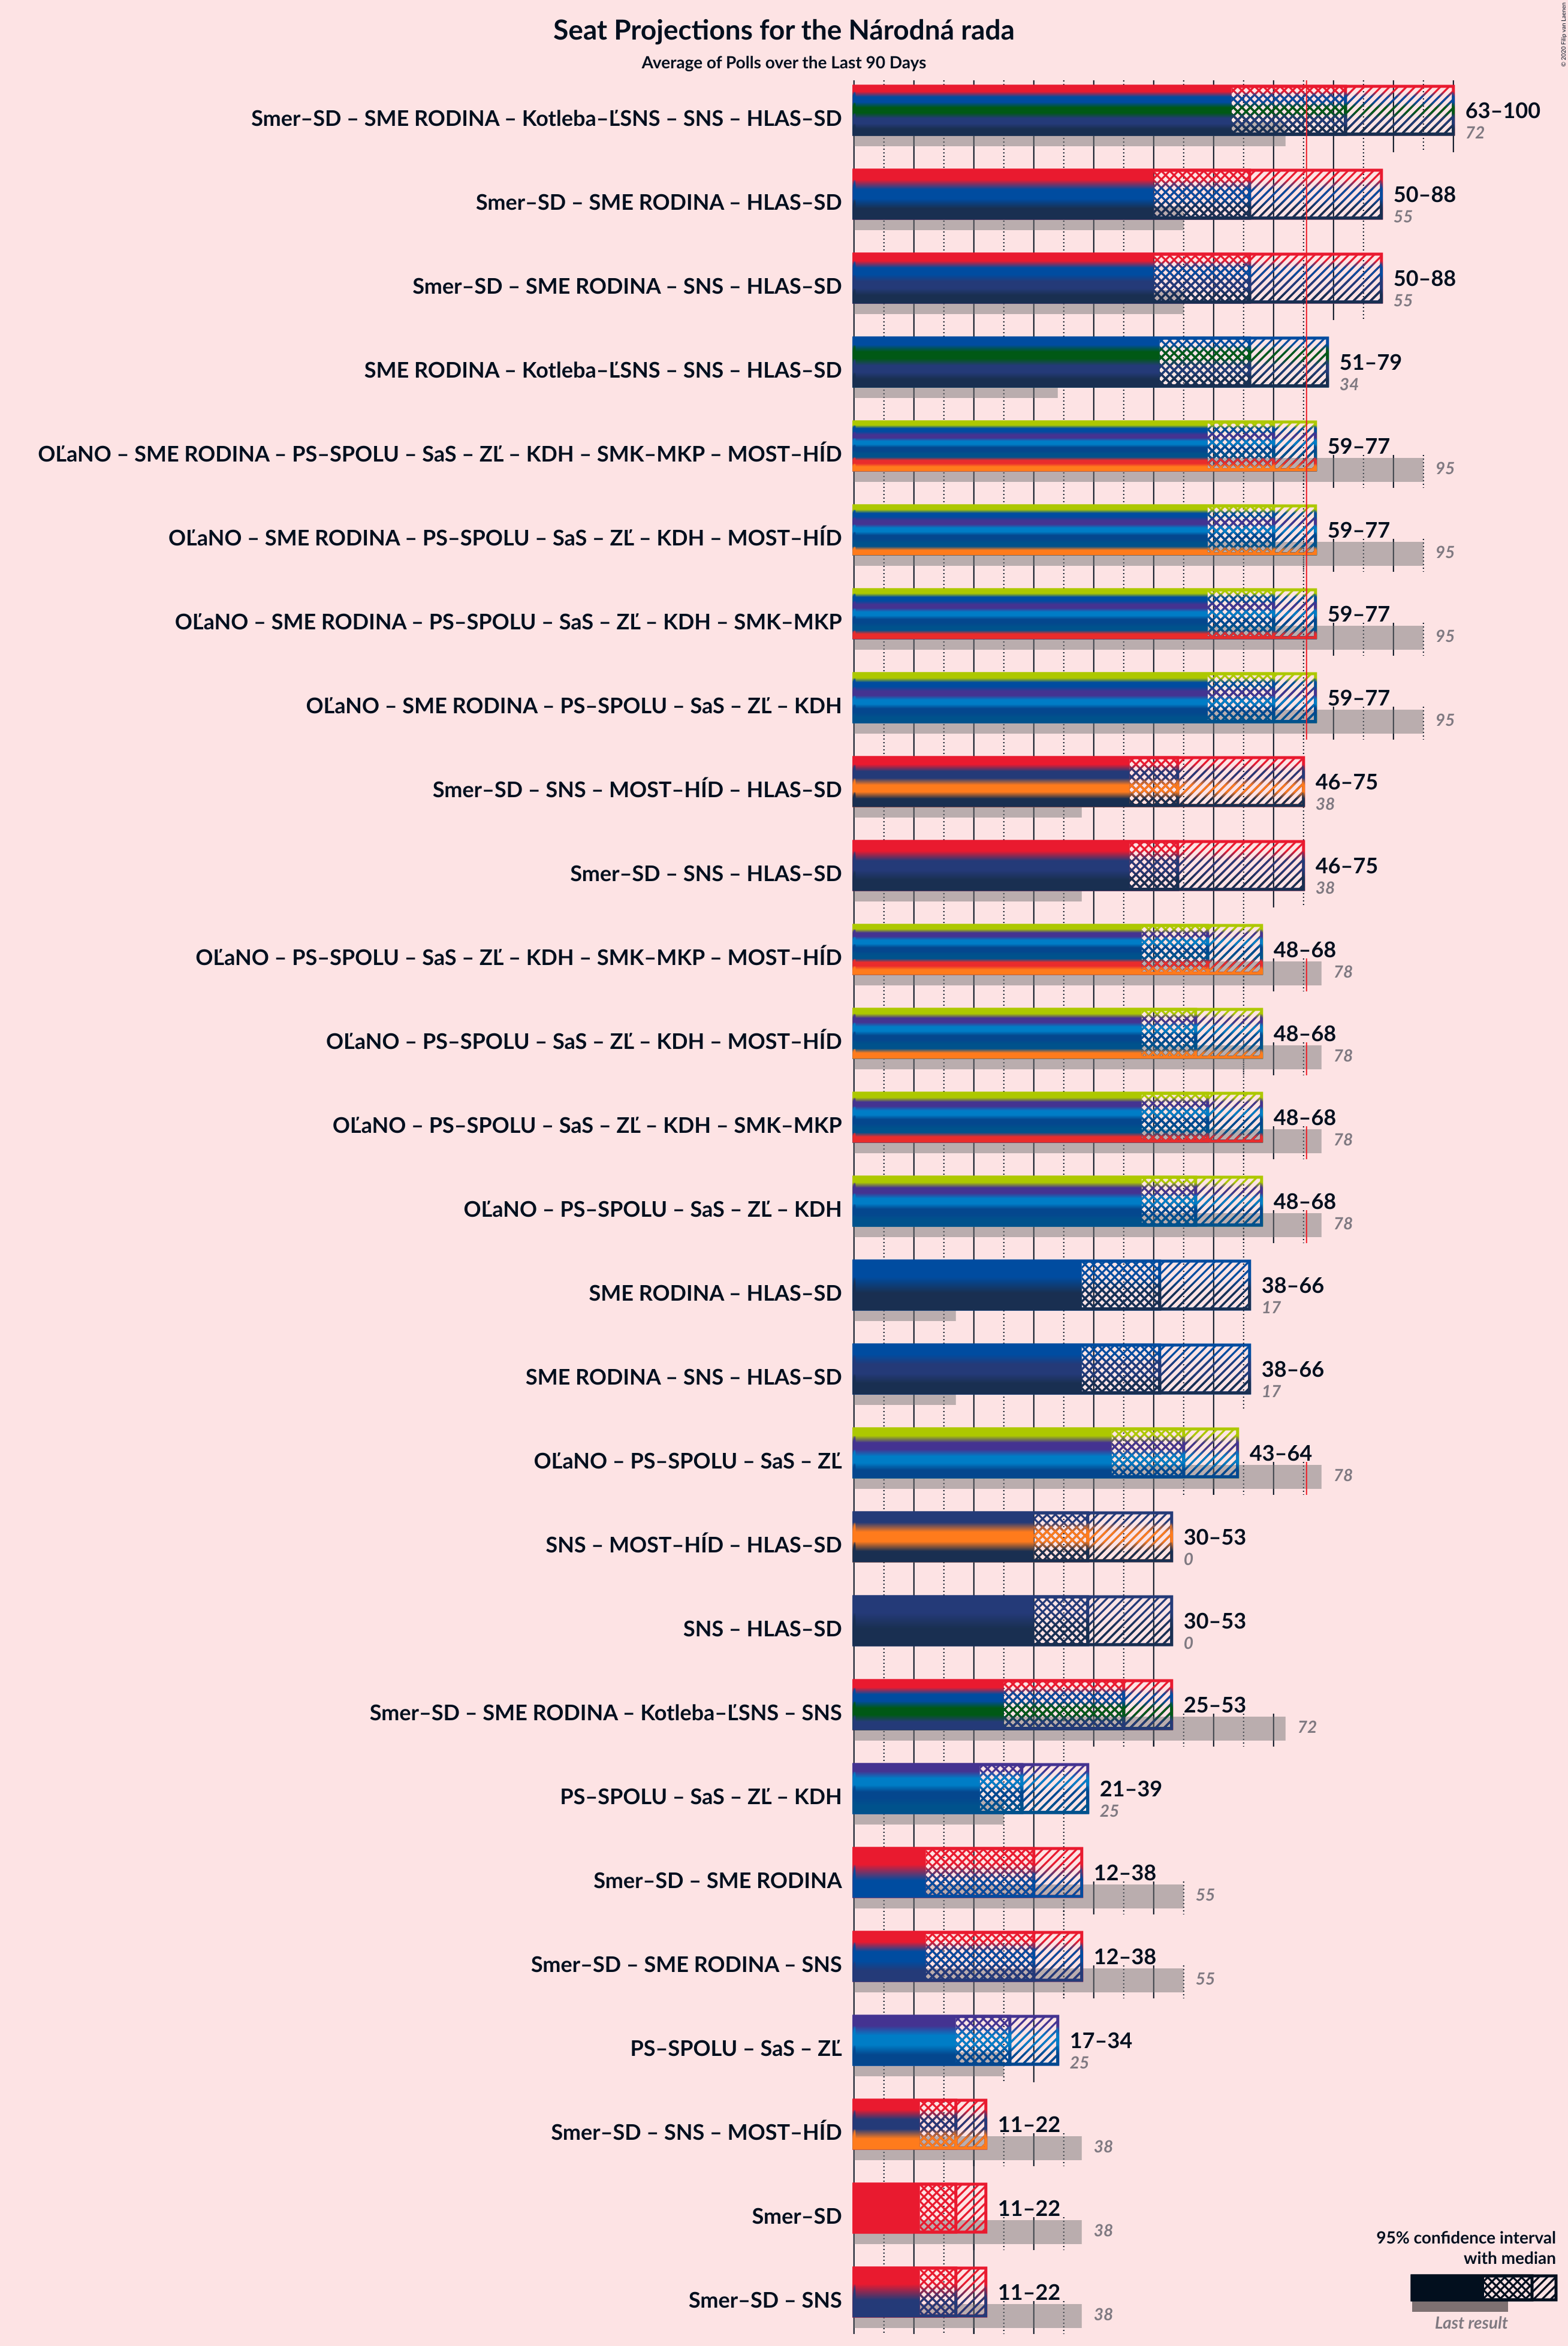 Seat Projections for the Národná rada
Average of Polls over the Last 90 Days
© 2020 Filip van Laenen
Smer–SD – SME RODINA – Kotleba–ĽSNS – SNS – HLAS–SD
63–100
72
Smer–SD – SME RODINA – HLAS–SD
50–88
55
Smer–SD – SME RODINA – SNS – HLAS–SD
50–88
55
SME RODINA – Kotleba–ĽSNS – SNS – HLAS–SD
51–79
34
OĽaNO – SME RODINA – PS–SPOLU – SaS – ZĽ – KDH – SMK–MKP – MOST–HÍD
59–77
95
OĽaNO – SME RODINA – PS–SPOLU – SaS – ZĽ – KDH – MOST–HÍD
59–77
95
OĽaNO – SME RODINA – PS–SPOLU – SaS – ZĽ – KDH – SMK–MKP
59–77
95
OĽaNO – SME RODINA – PS–SPOLU – SaS – ZĽ – KDH
59–77
95
Smer–SD – SNS – MOST–HÍD – HLAS–SD
46–75
38
Smer–SD – SNS – HLAS–SD
46–75
38
OĽaNO – PS–SPOLU – SaS – ZĽ – KDH – SMK–MKP – MOST–HÍD
48–68
78
OĽaNO – PS–SPOLU – SaS – ZĽ – KDH – MOST–HÍD
48–68
78
OĽaNO – PS–SPOLU – SaS – ZĽ – KDH – SMK–MKP
48–68
78
OĽaNO – PS–SPOLU – SaS – ZĽ – KDH
48–68
78
SME RODINA – HLAS–SD
38–66
17
SME RODINA – SNS – HLAS–SD
38–66
17
OĽaNO – PS–SPOLU – SaS – ZĽ
43–64
78
SNS – MOST–HÍD – HLAS–SD
30–53
0
SNS – HLAS–SD
30–53
0
Smer–SD – SME RODINA – Kotleba–ĽSNS – SNS
25–53
72
PS–SPOLU – SaS – ZĽ – KDH
21–39
25
Smer–SD – SME RODINA
12–38
55
Smer–SD – SME RODINA – SNS
12–38
55
PS–SPOLU – SaS – ZĽ
17–34
25
Smer–SD – SNS – MOST–HÍD
11–22
38
Smer–SD
11–22
38
Smer–SD – SNS
11–22
38
95% confidence interval
with median
Last result